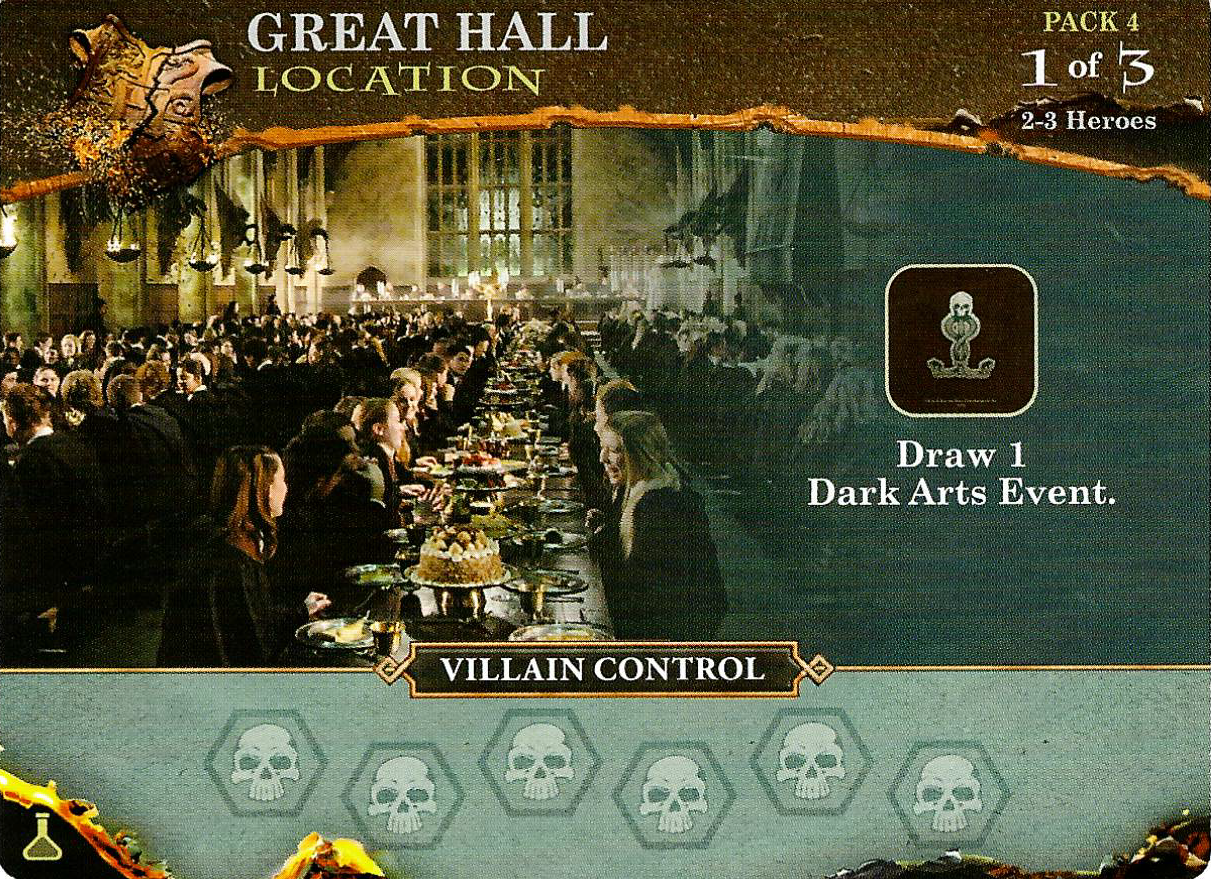 GREAT HALL
LOCATION
PACK 4
1 of 3
2-3 Heroes
Draw 1
Dark Arts Event.
VILLAIN CONTROL